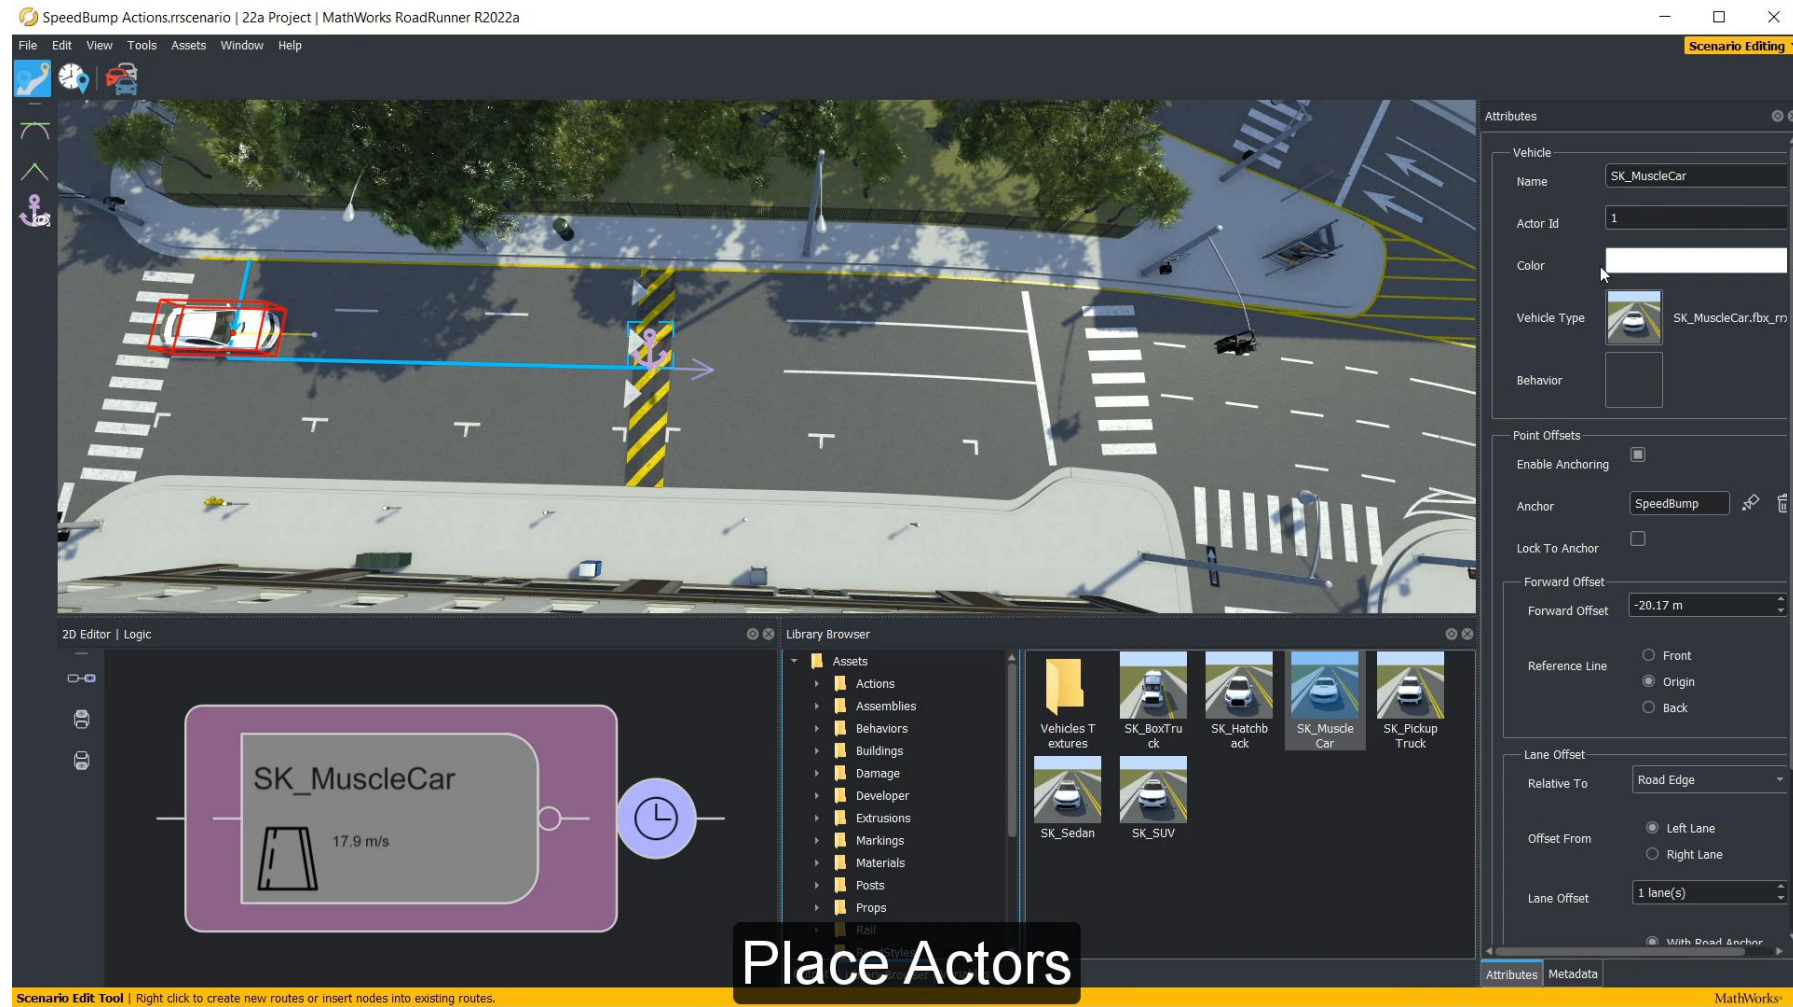 SpeedBump Actions.rrscenario | 22a Project | MathWorks RoadRunner R2022a
File Edit View Tools Assets Window Help
Scenario Editing
Attributes
Vehicle
Name SK_MuscleCar
Actor Id 1
Color
Vehicle Type SK_MuscleCar.fbx_rrx
Behavior
Point Offsets
Enable Anchoring
Anchor SpeedBump
Lock To Anchor
Forward Offset
Forward Offset -20.17 m
Reference Line
Front
Origin
Back
Lane Offset
Relative To Road Edge
Offset From
Left Lane
Right Lane
Lane Offset 1 lane(s)
With Road Anchor
Attributes Metadata
2D Editor | Logic
SK_MuscleCar
17.9 m/s
Library Browser
Assets
Actions
Assemblies
Behaviors
Buildings
Damage
Developer
Extrusions
Markings
Materials
Posts
Props
Rail
RoadStyles
Vehicles T
extures
SK_BoxTru
ck
SK_Hatchb
ack
SK_Muscle
Car
SK_Pickup
Truck
SK_Sedan
SK_SUV
Place Actors
Scenario Edit Tool | Right click to create new routes or insert nodes into existing routes.
MathWorks